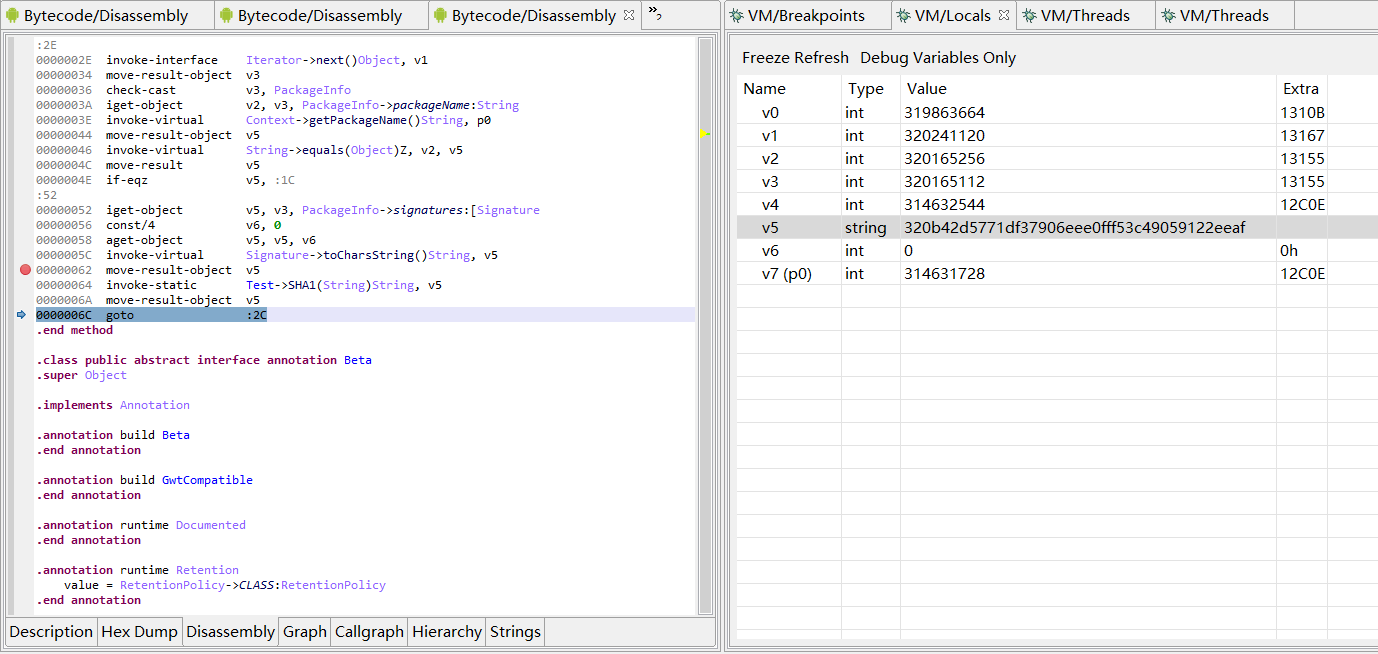 Bytecode/Disassembly Bytecode/Disassembly Bytecode/Disassembly »₂
:2E
0000002E invoke-interface Iterator->next()Object, v1
00000034 move-result-object v3
00000036 check-cast v3, PackageInfo
0000003A iget-object v2, v3, PackageInfo->packageName:String
0000003E invoke-virtual Context->getPackageName()String, p0
00000044 move-result-object v5
00000046 invoke-virtual String->equals(Object)Z, v2, v5
0000004C move-result v5
0000004E if-eqz v5, :1C
:52
00000052 iget-object v5, v3, PackageInfo->signatures:[Signature
00000056 const/4 v6, 0
00000058 aget-object v5, v5, v6
0000005C invoke-virtual Signature->toCharsString()String, v5
00000062 move-result-object v5
00000064 invoke-static Test->SHA1(String)String, v5
0000006A move-result-object v5
0000006C goto :2C
.end method
.class public abstract interface annotation Beta
.super Object
.implements Annotation
.annotation build Beta
.end annotation
.annotation build GwtCompatible
.end annotation
.annotation runtime Documented
.end annotation
.annotation runtime Retention
value = RetentionPolicy->CLASS:RetentionPolicy
.end annotation
Description Hex Dump Disassembly Graph Callgraph Hierarchy Strings
VM/Breakpoints VM/Locals VM/Threads VM/Threads
Freeze Refresh Debug Variables Only
Name Type Value Extra
v0 int 319863664 1310B
v1 int 320241120 13167
v2 int 320165256 13155
v3 int 320165112 13155
v4 int 314632544 12C0E
v5 string 320b42d5771df37906eee0fff53c49059122eeaf
v6 int 0 0h
v7 (p0) int 314631728 12C0E